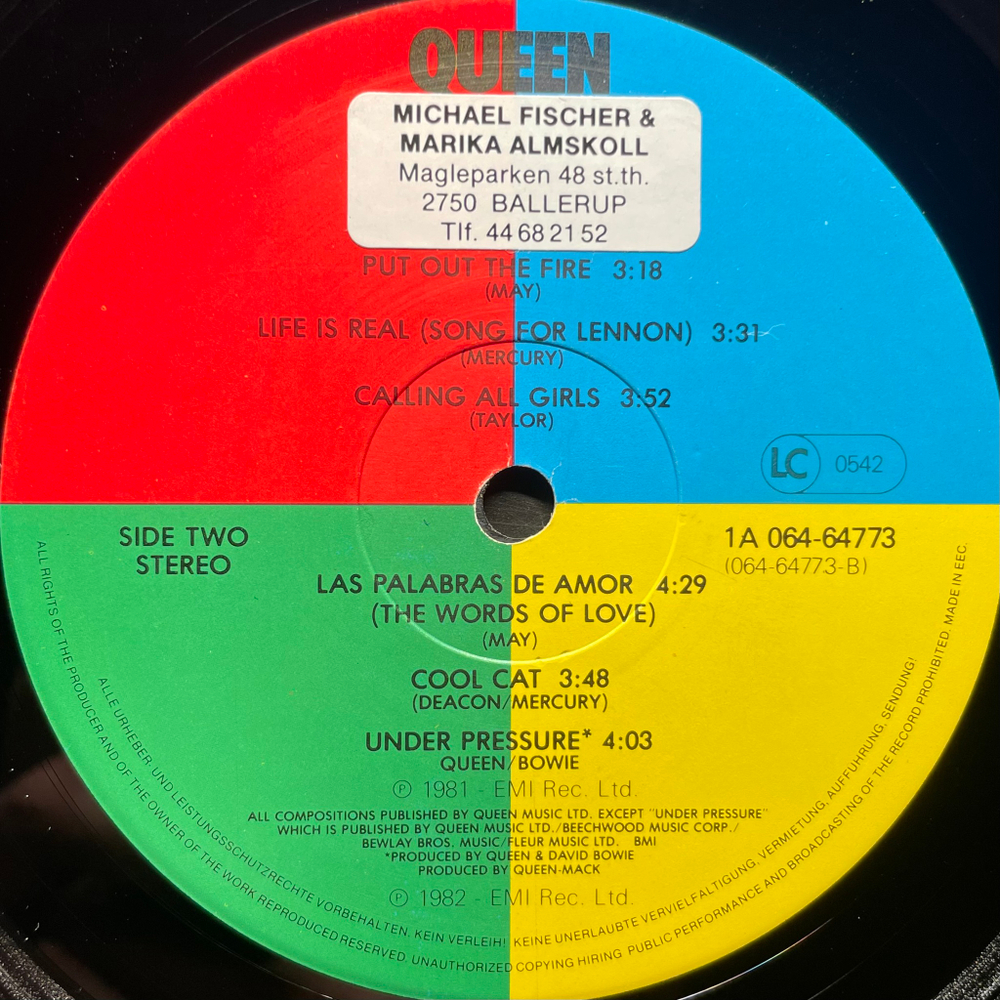 QUEEN
MICHAEL FISCHER &
MARIKA ALMSKOLL
Magleparken 48 st.th.
2750 BALLERUP
Tlf. 44 68 21 52
PUT OUT THE FIRE 3:18
(MAY)
LIFE IS REAL (SONG FOR LENNON) 3:31
(MERCURY)
CALLING ALL GIRLS 3:52
(TAYLOR)
LC 0542
SIDE TWO
STEREO
1A 064-64773
(064-64773-B)
LAS PALABRAS DE AMOR 4:29
(THE WORDS OF LOVE)
(MAY)
COOL CAT 3:48
(DEACON/MERCURY)
UNDER PRESSURE* 4:03
QUEEN/BOWIE
℗ 1981 - EMI Rec. Ltd.
ALL COMPOSITIONS PUBLISHED BY QUEEN MUSIC LTD. EXCEPT "UNDER PRESSURE"
WHICH IS PUBLISHED BY QUEEN MUSIC LTD./BEECHWOOD MUSIC CORP./
BEWLAY BROS. MUSIC/FLEUR MUSIC LTD. BMI
*PRODUCED BY QUEEN & DAVID BOWIE
PRODUCED BY QUEEN-MACK
℗ 1982 - EMI Rec. Ltd.
ALLE URHEBER- UND LEISTUNGSSCHUTZRECHTE VORBEHALTEN. KEIN VERLEIH! KEINE UNERLAUBTE VERVIELFÄLTIGUNG, VERMIETUNG, AUFFÜHRUNG, SENDUNG!
ALL RIGHTS OF THE PRODUCER AND OF THE OWNER OF THE WORK REPRODUCED RESERVED. UNAUTHORIZED COPYING HIRING PUBLIC PERFORMANCE AND BROADCASTING OF THE RECORD PROHIBITED. MADE IN EEC.